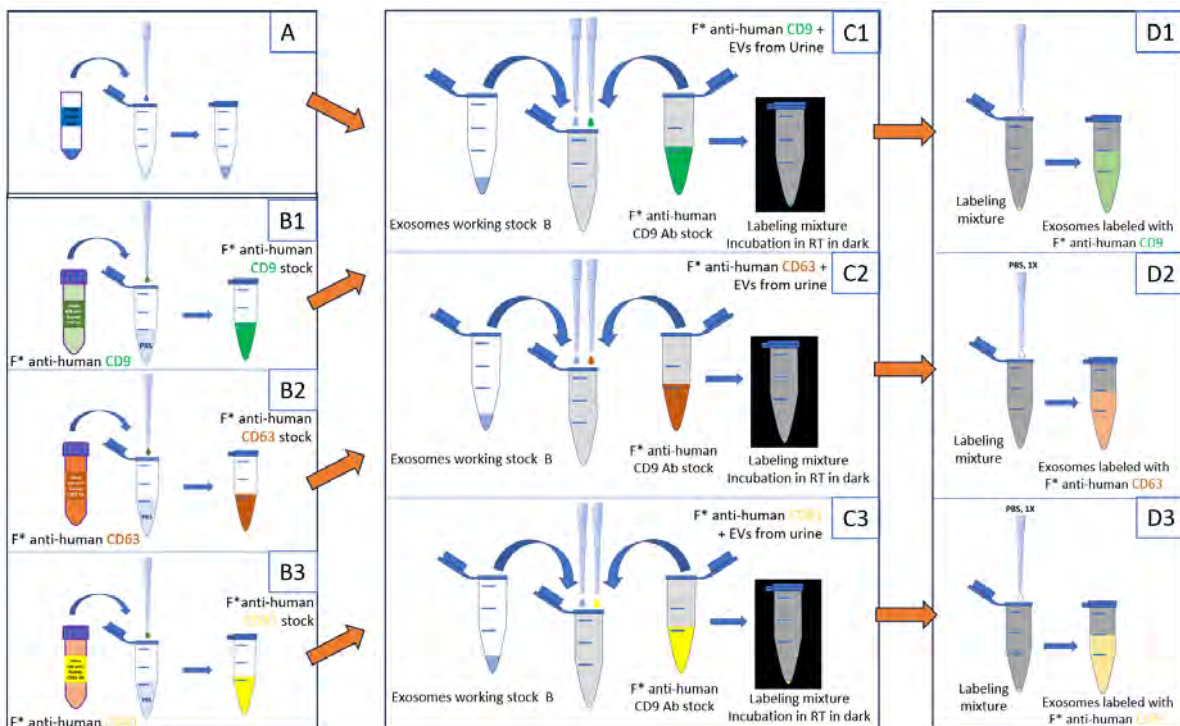 A
B1
F* anti-human
CD9 stock
PBS
F* anti-human CD9
B2
F* anti-human
CD63 stock
PBS
F* anti-human CD63
B3
F*anti-human
stock
PBS
F* anti-human
C1
F* anti-human CD9 +
EVs from Urine
Exosomes working stock B
F* anti-human
CD9 Ab stock
Labeling mixture
Incubation in RT in dark
C2
F* anti-human CD63 +
EVs from urine
Exosomes working stock B
F* anti-human
CD9 Ab stock
Labeling mixture
Incubation in RT in dark
C3
F* anti-human
+ EVs from urine
Exosomes working stock B
F* anti-human
CD9 Ab stock
Labeling mixture
Incubation in RT in dark
D1
Labeling
mixture
Exosomes labeled with
F* anti-human CD9
D2
PBS, 1X
Labeling
mixture
Exosomes labeled with
F* anti-human CD63
D3
PBS, 1X
Labeling
mixture
Exosomes labeled with
F* anti-human